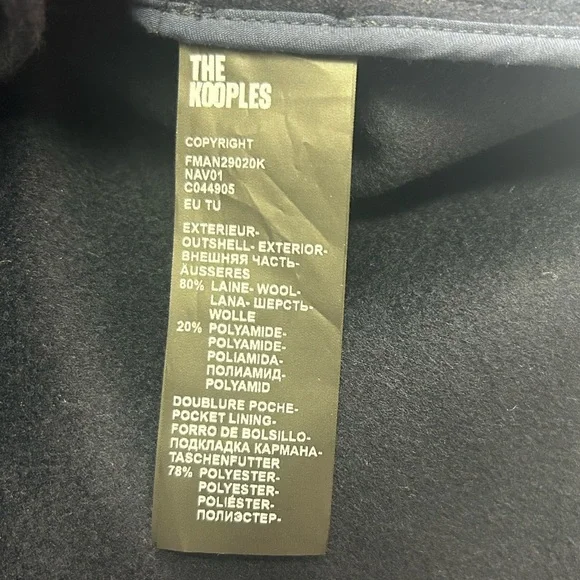 THE
KOOPLES
COPYRIGHT
FMAN29020K
NAV01
C044905
EU TU
EXTERIEUR-
OUTSHELL- EXTERIOR-
ВНЕШНЯЯ ЧАСТЬ-
ÄUSSERES
80% LAINE- WOOL-
LANA- ШЕРСТЬ-
WOLLE
20% POLYAMIDE-
POLYAMIDE-
POLIAMIDA-
ПОЛИАМИД-
POLYAMID
DOUBLURE POCHE-
POCKET LINING-
FORRO DE BOLSILLO-
ПОДКЛАДКА КАРМАНА-
TASCHENFUTTER
78% POLYESTER-
POLYESTER-
POLIÉSTER-
ПОЛИЭСТЕР-